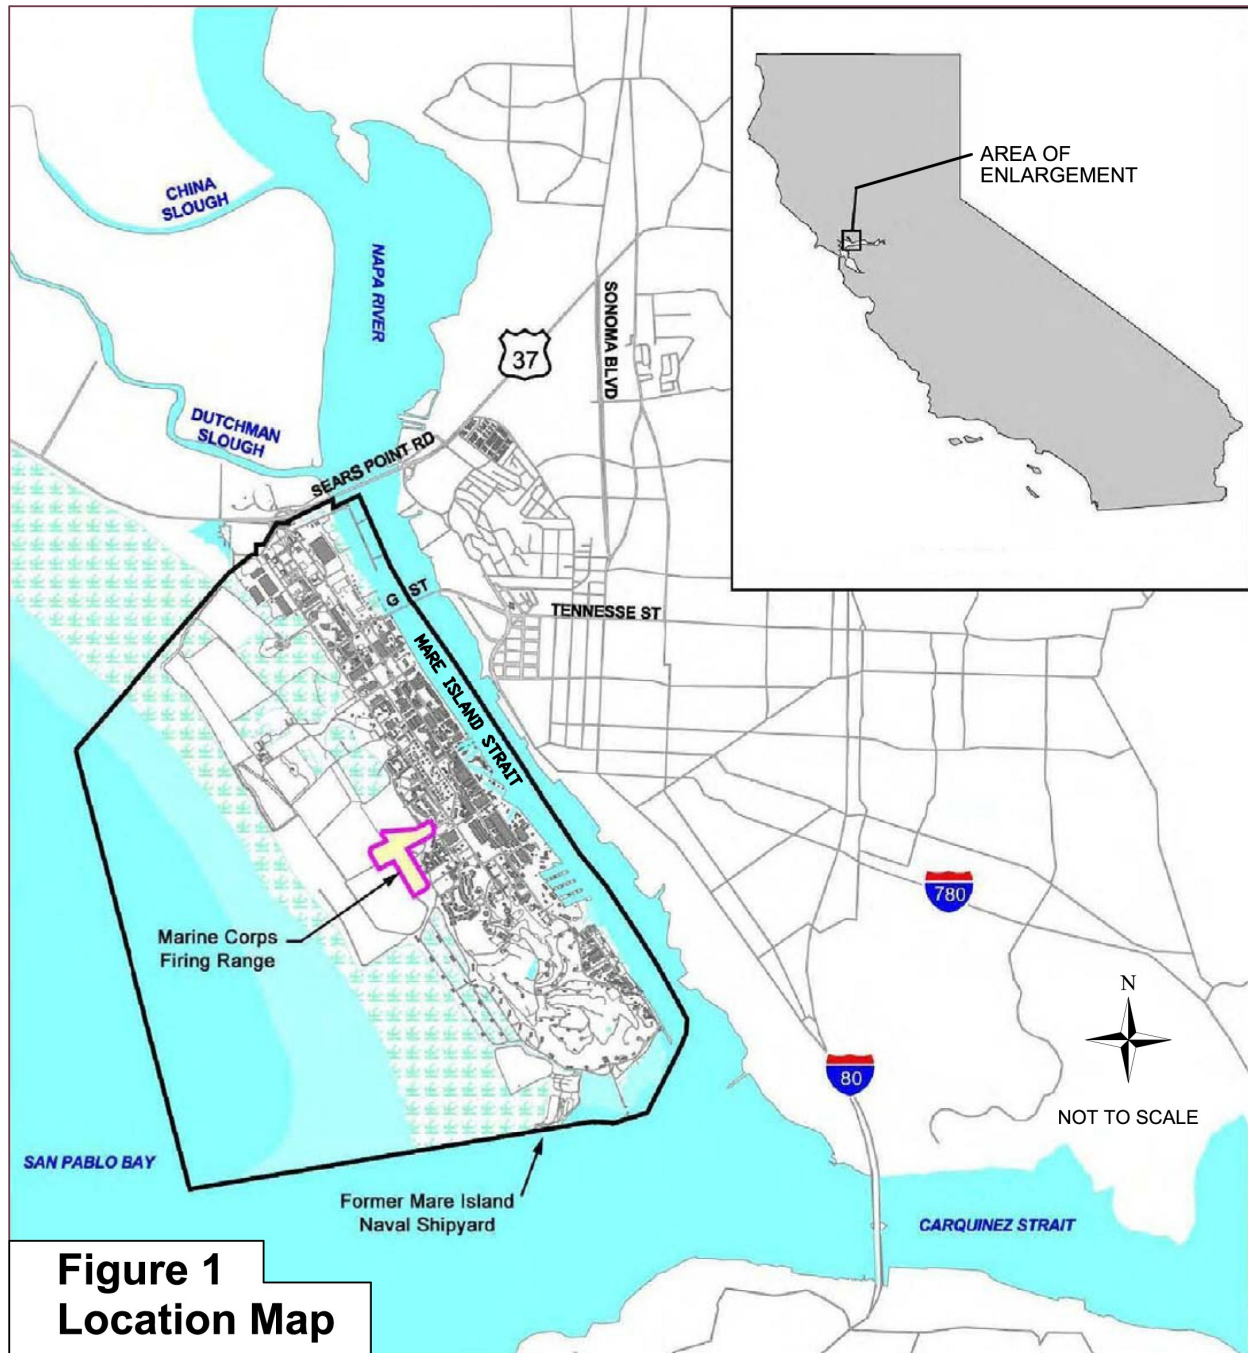 CHINA
SLOUGH
NAPA RIVER
AREA OF
ENLARGEMENT
SONOMA BLVD
37
DUTCHMAN
SLOUGH
SEARS POINT RD
G ST
TENNESSE ST
MARE ISLAND STRAIT
780
Marine Corps
Firing Range
N
80
NOT TO SCALE
SAN PABLO BAY
Former Mare Island
Naval Shipyard
CARQUINEZ STRAIT
Figure 1
Location Map